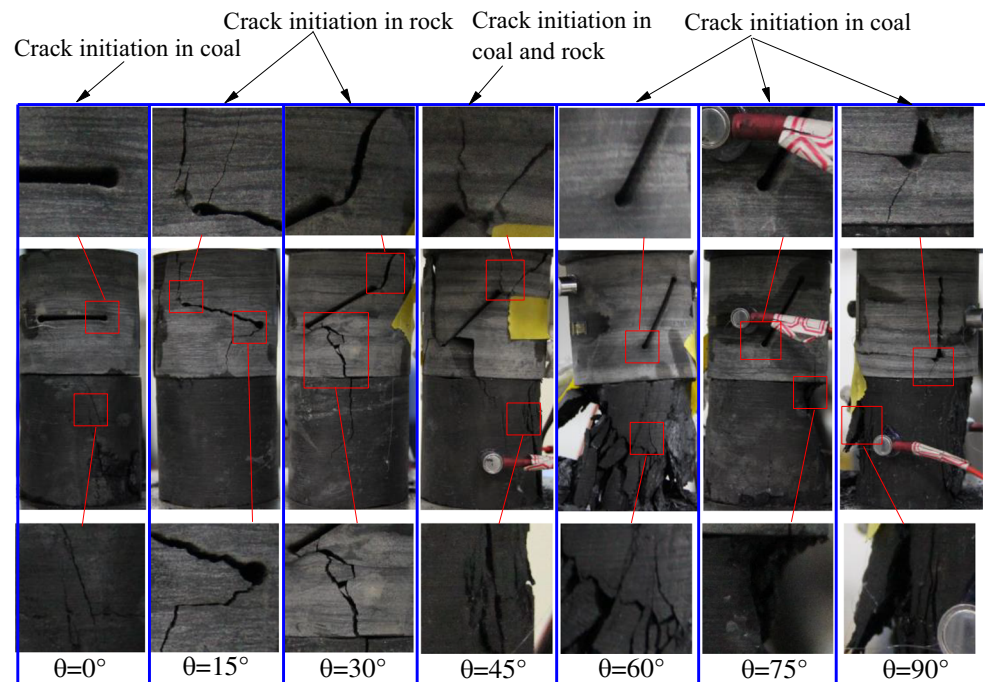 Crack initiation in coal
Crack initiation in rock
Crack initiation in
coal and rock
Crack initiation in coal
θ=0°
θ=15°
θ=30°
θ=45°
θ=60°
θ=75°
θ=90°